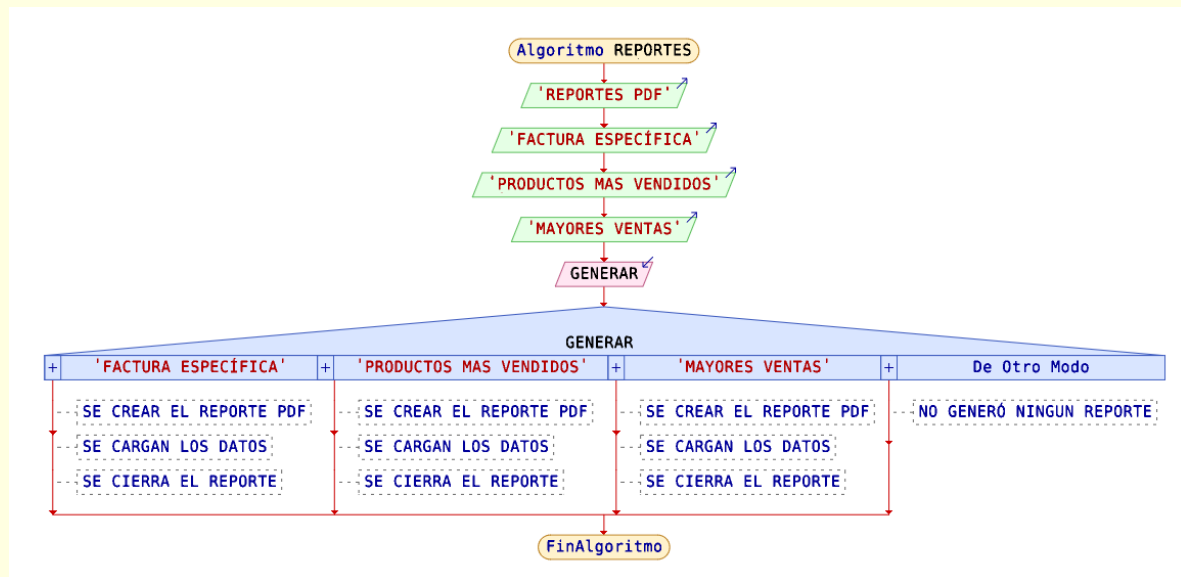 Algoritmo REPORTES
'REPORTES PDF'
'FACTURA ESPECÍFICA'
'PRODUCTOS MAS VENDIDOS'
'MAYORES VENTAS'
GENERAR
GENERAR
+ 'FACTURA ESPECÍFICA' + 'PRODUCTOS MAS VENDIDOS' + 'MAYORES VENTAS' + De Otro Modo
SE CREAR EL REPORTE PDF SE CREAR EL REPORTE PDF SE CREAR EL REPORTE PDF NO GENERÓ NINGUN REPORTE
SE CARGAN LOS DATOS SE CARGAN LOS DATOS SE CARGAN LOS DATOS
SE CIERRA EL REPORTE SE CIERRA EL REPORTE SE CIERRA EL REPORTE
FinAlgoritmo